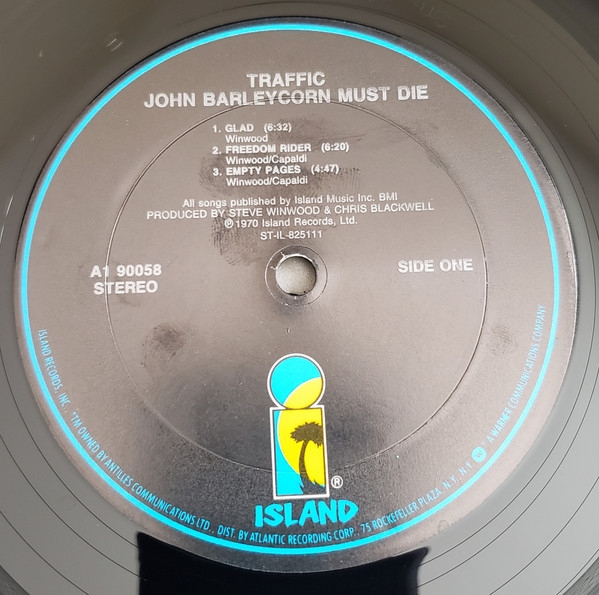 TRAFFIC
JOHN BARLEYCORN MUST DIE
1. GLAD (6:32)
Winwood
2. FREEDOM RIDER (6:20)
Winwood/Capaldi
3. EMPTY PAGES (4:47)
Winwood/Capaldi
All songs published by Island Music Inc. BMI
PRODUCED BY STEVE WINWOOD & CHRIS BLACKWELL
℗ 1970 Island Records, Ltd.
ST-IL-825111
A1 90058
STEREO
SIDE ONE
®
ISLAND
ISLAND RECORDS, INC., *TM OWNED BY ANTILLES COMMUNICATIONS LTD., DIST. BY ATLANTIC RECORDING CORP., 75 ROCKEFELLER PLAZA, N.Y., N.Y. A WARNER COMMUNICATIONS COMPANY